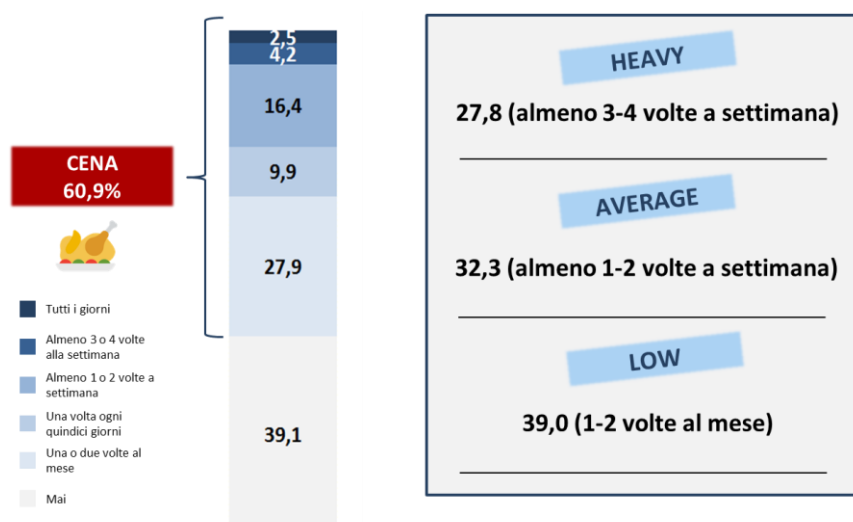 2,5
4,2
16,4
9,9
27,9
39,1
CENA
60,9%
Tutti i giorni
Almeno 3 o 4 volte
alla settimana
Almeno 1 o 2 volte a
settimana
Una volta ogni
quindici giorni
Una o due volte al
mese
Mai
HEAVY
27,8 (almeno 3-4 volte a settimana)
AVERAGE
32,3 (almeno 1-2 volte a settimana)
LOW
39,0 (1-2 volte al mese)